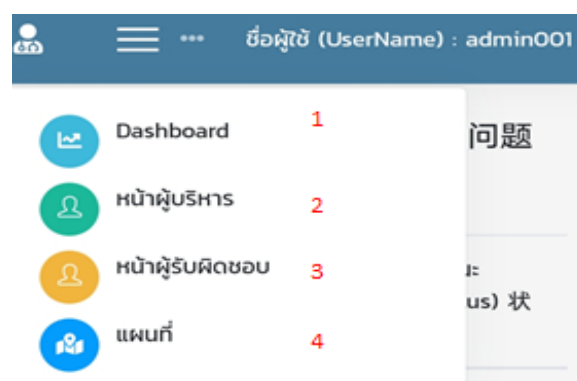 ชื่อผู้ใช้ (UserName) : admin001
Dashboard 1
问题
หน้าผู้บริหาร 2
หน้าผู้รับผิดชอบ 3
us) 状
แผนที่ 4